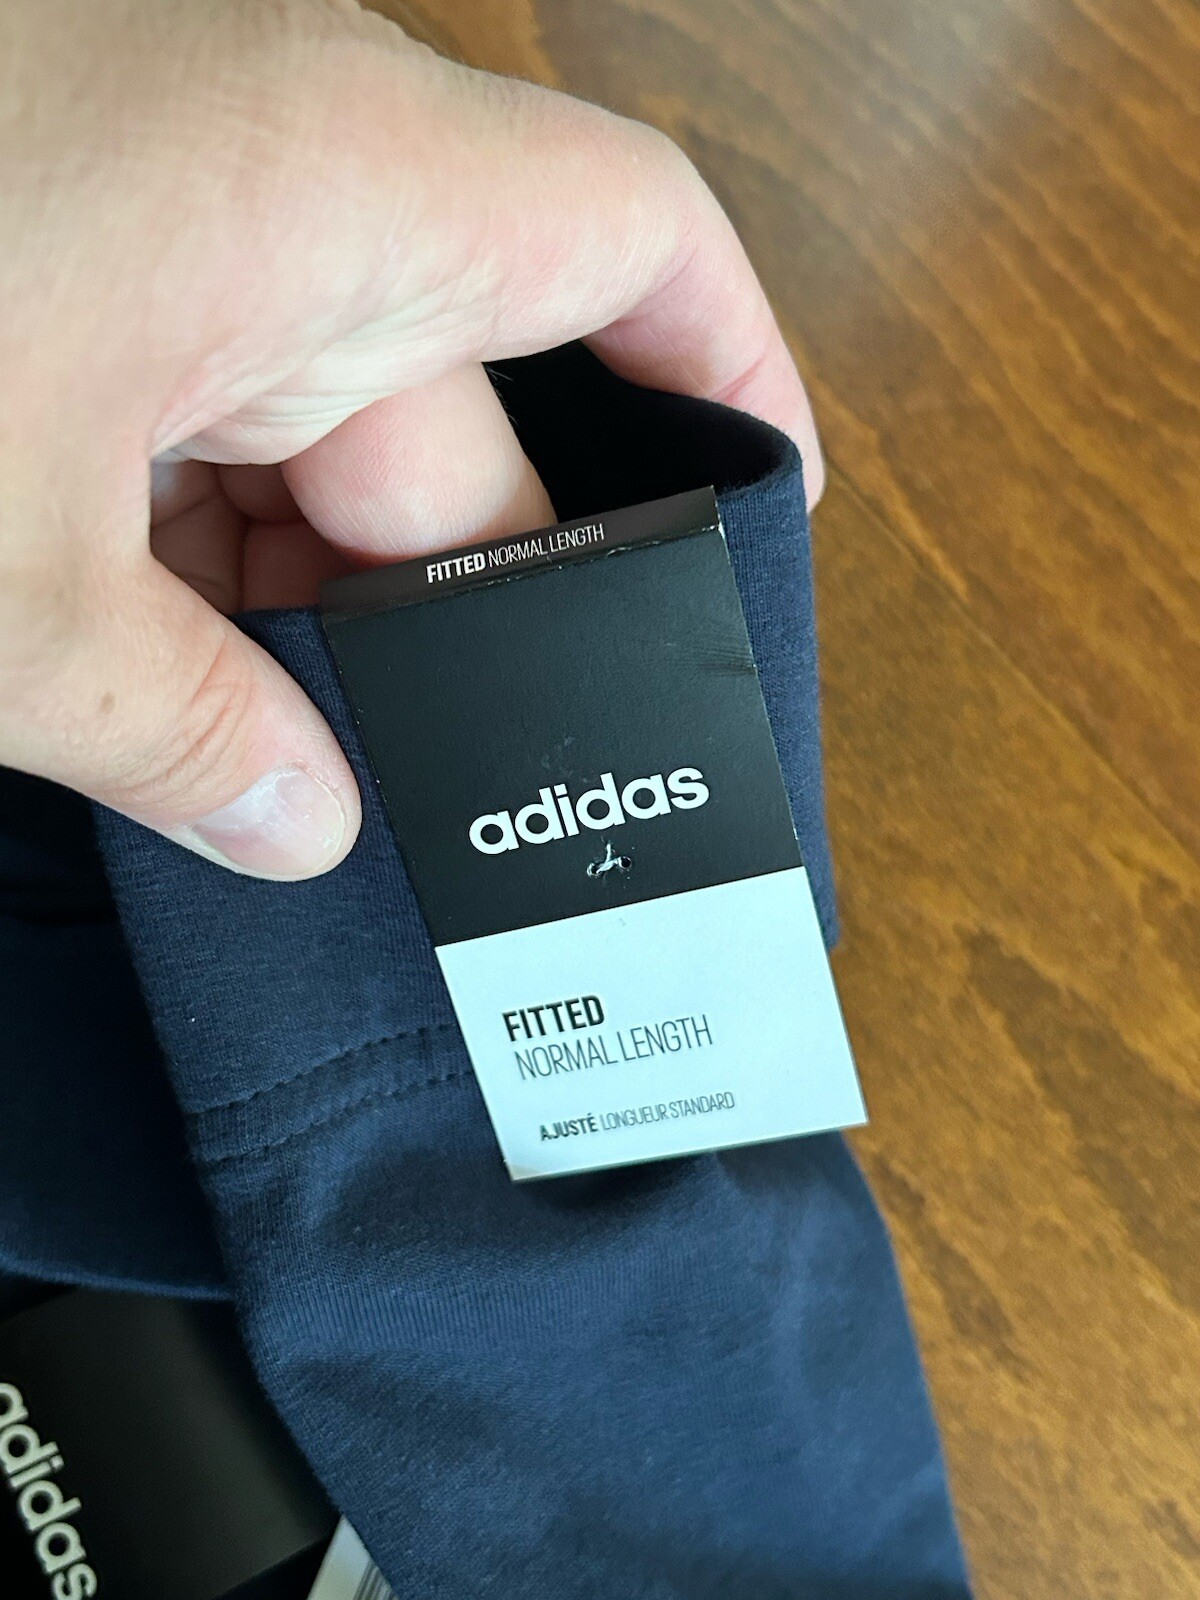 FITTED NORMAL LENGTH
adidas
FITTED
NORMAL LENGTH
AJUSTÉ LONGUEUR STANDARD
adidas